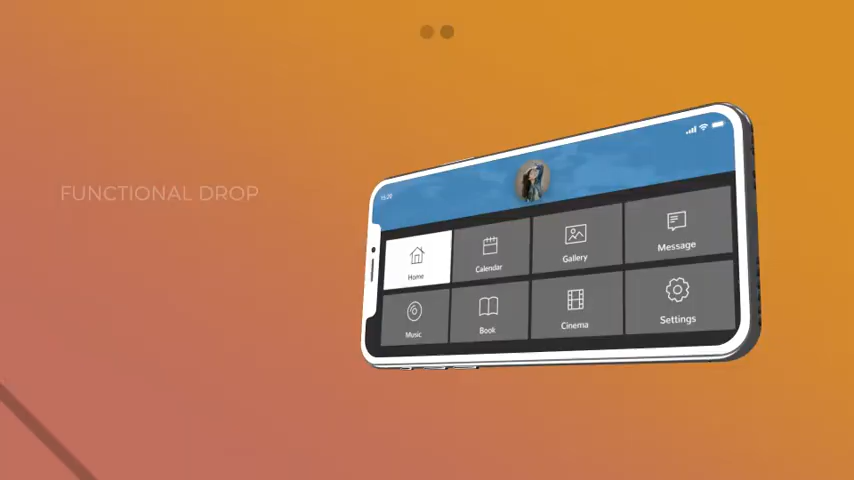 FUNCTIONAL DROP
15:20
Home
Calendar
Gallery
Message
Music
Book
Cinema
Settings